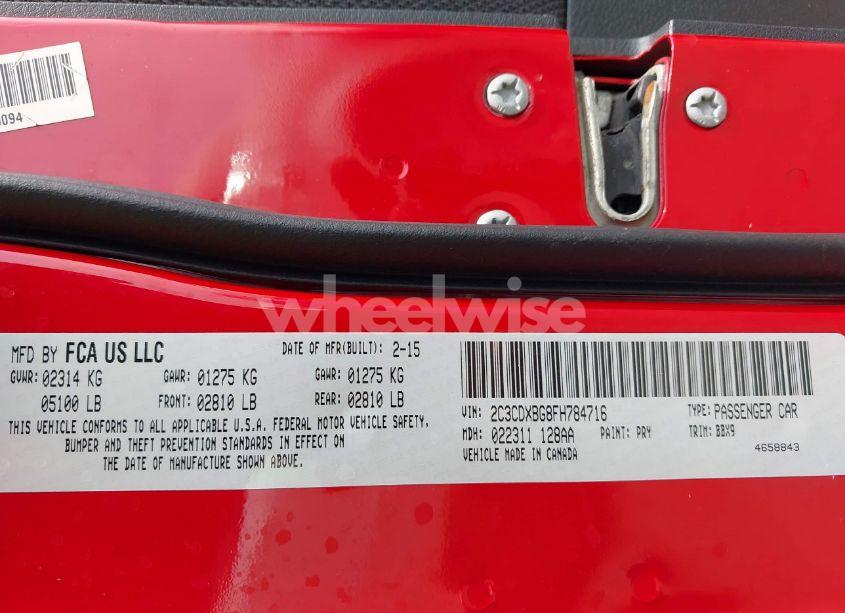 094
wheelwise
MFD BY FCA US LLC DATE OF MFR(BUILT): 2-15
GVWR: 02314 KG GAWR: 01275 KG GAWR: 01275 KG
05100 LB FRONT: 02810 LB REAR: 02810 LB
THIS VEHICLE CONFORMS TO ALL APPLICABLE U.S.A. FEDERAL MOTOR VEHICLE SAFETY,
BUMPER AND THEFT PREVENTION STANDARDS IN EFFECT ON
THE DATE OF MANUFACTURE SHOWN ABOVE.
VIN: 2C3CDXBG8FH784716 TYPE: PASSENGER CAR
MDH: 022311 128AA PAINT: PRY TRIM: BBX9
VEHICLE MADE IN CANADA 4658843